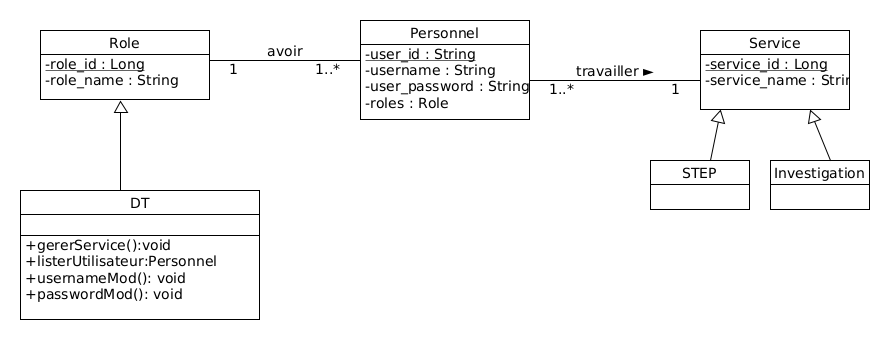 Role
-role_id : Long
-role_name : String
avoir
1
1..*
Personnel
-user_id : String
-username : String
-user_password : String
-roles : Role
travailler ►
1..*
1
Service
-service_id : Long
-service_name : Strin
DT
+gererService():void
+listerUtilisateur:Personnel
+usernameMod(): void
+passwordMod(): void
STEP
Investigation